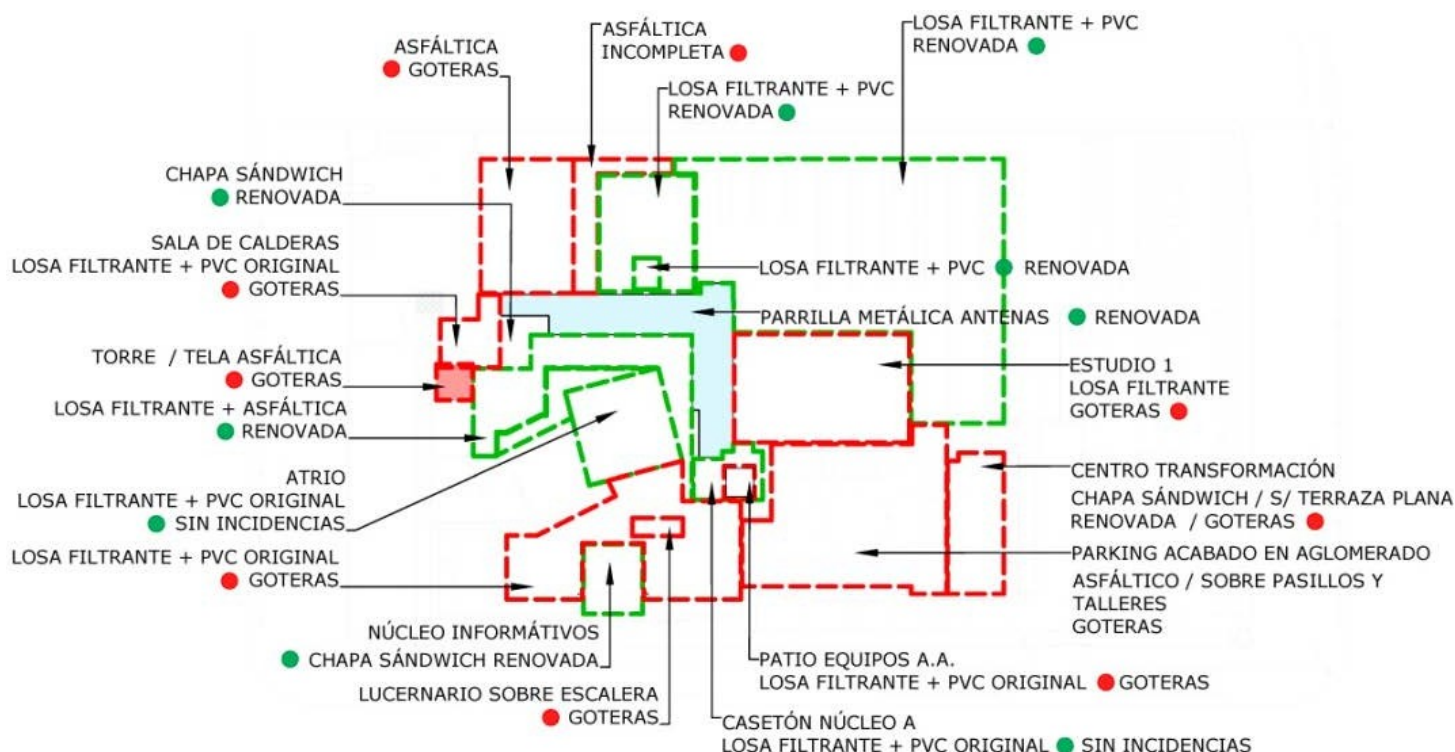 ASFÁLTICA
GOTERAS
ASFÁLTICA
INCOMPLETA
LOSA FILTRANTE + PVC
RENOVADA
LOSA FILTRANTE + PVC
RENOVADA
CHAPA SÁNDWICH
RENOVADA
SALA DE CALDERAS
LOSA FILTRANTE + PVC ORIGINAL
GOTERAS
TORRE / TELA ASFÁLTICA
GOTERAS
LOSA FILTRANTE + ASFÁLTICA
RENOVADA
ATRIO
LOSA FILTRANTE + PVC ORIGINAL
SIN INCIDENCIAS
LOSA FILTRANTE + PVC ORIGINAL
GOTERAS
NÚCLEO INFORMÁTIVOS
CHAPA SÁNDWICH RENOVADA
LUCERNARIO SOBRE ESCALERA
GOTERAS
LOSA FILTRANTE + PVC RENOVADA
PARRILLA METÁLICA ANTENAS RENOVADA
ESTUDIO 1
LOSA FILTRANTE
GOTERAS
CENTRO TRANSFORMACIÓN
CHAPA SÁNDWICH / S/ TERRAZA PLANA
RENOVADA / GOTERAS
PARKING ACABADO EN AGLOMERADO
ASFÁLTICO / SOBRE PASILLOS Y
TALLERES
GOTERAS
PATIO EQUIPOS A.A.
LOSA FILTRANTE + PVC ORIGINAL GOTERAS
CASETÓN NÚCLEO A
LOSA FILTRANTE + PVC ORIGINAL SIN INCIDENCIAS